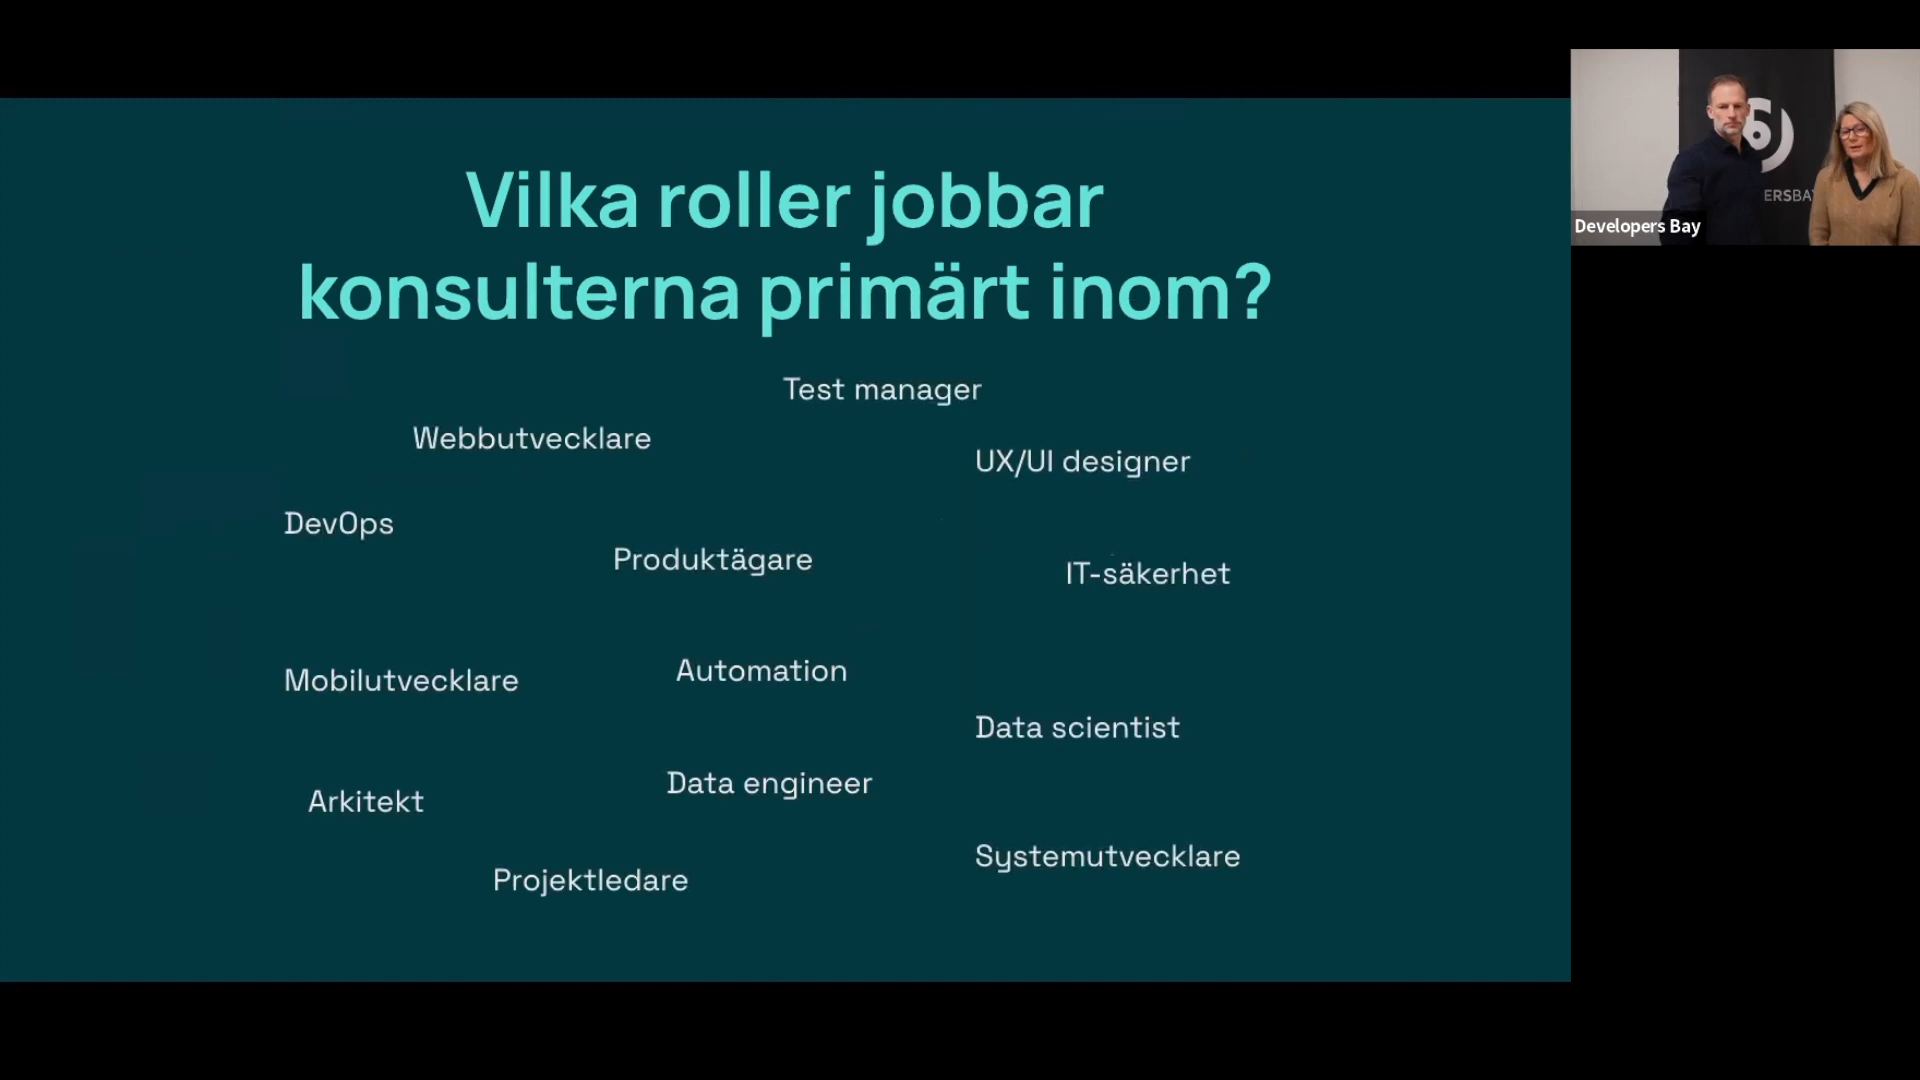 Vilka roller jobbar
konsulterna primärt inom?
Test manager
Webbutvecklare
UX/UI designer
DevOps
Produktägare
IT-säkerhet
Mobilutvecklare
Automation
Data scientist
Data engineer
Arkitekt
Systemutvecklare
Projektledare
ERSBA
Developers Bay